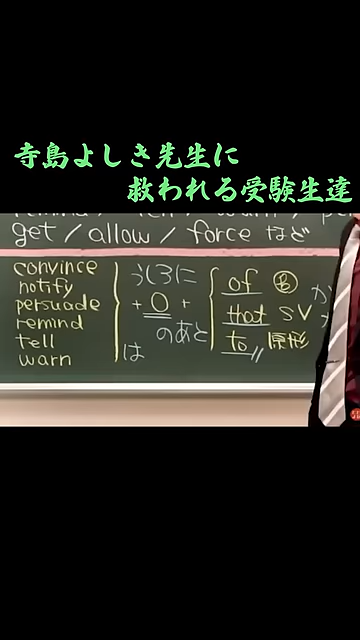 寺島よしき先生に
救われる受験生達
get / allow / force など
convince
notify
persuade
remind
tell
warn
は
うしろに
+ O +
のあと
of 名
that SV
to 原形
が